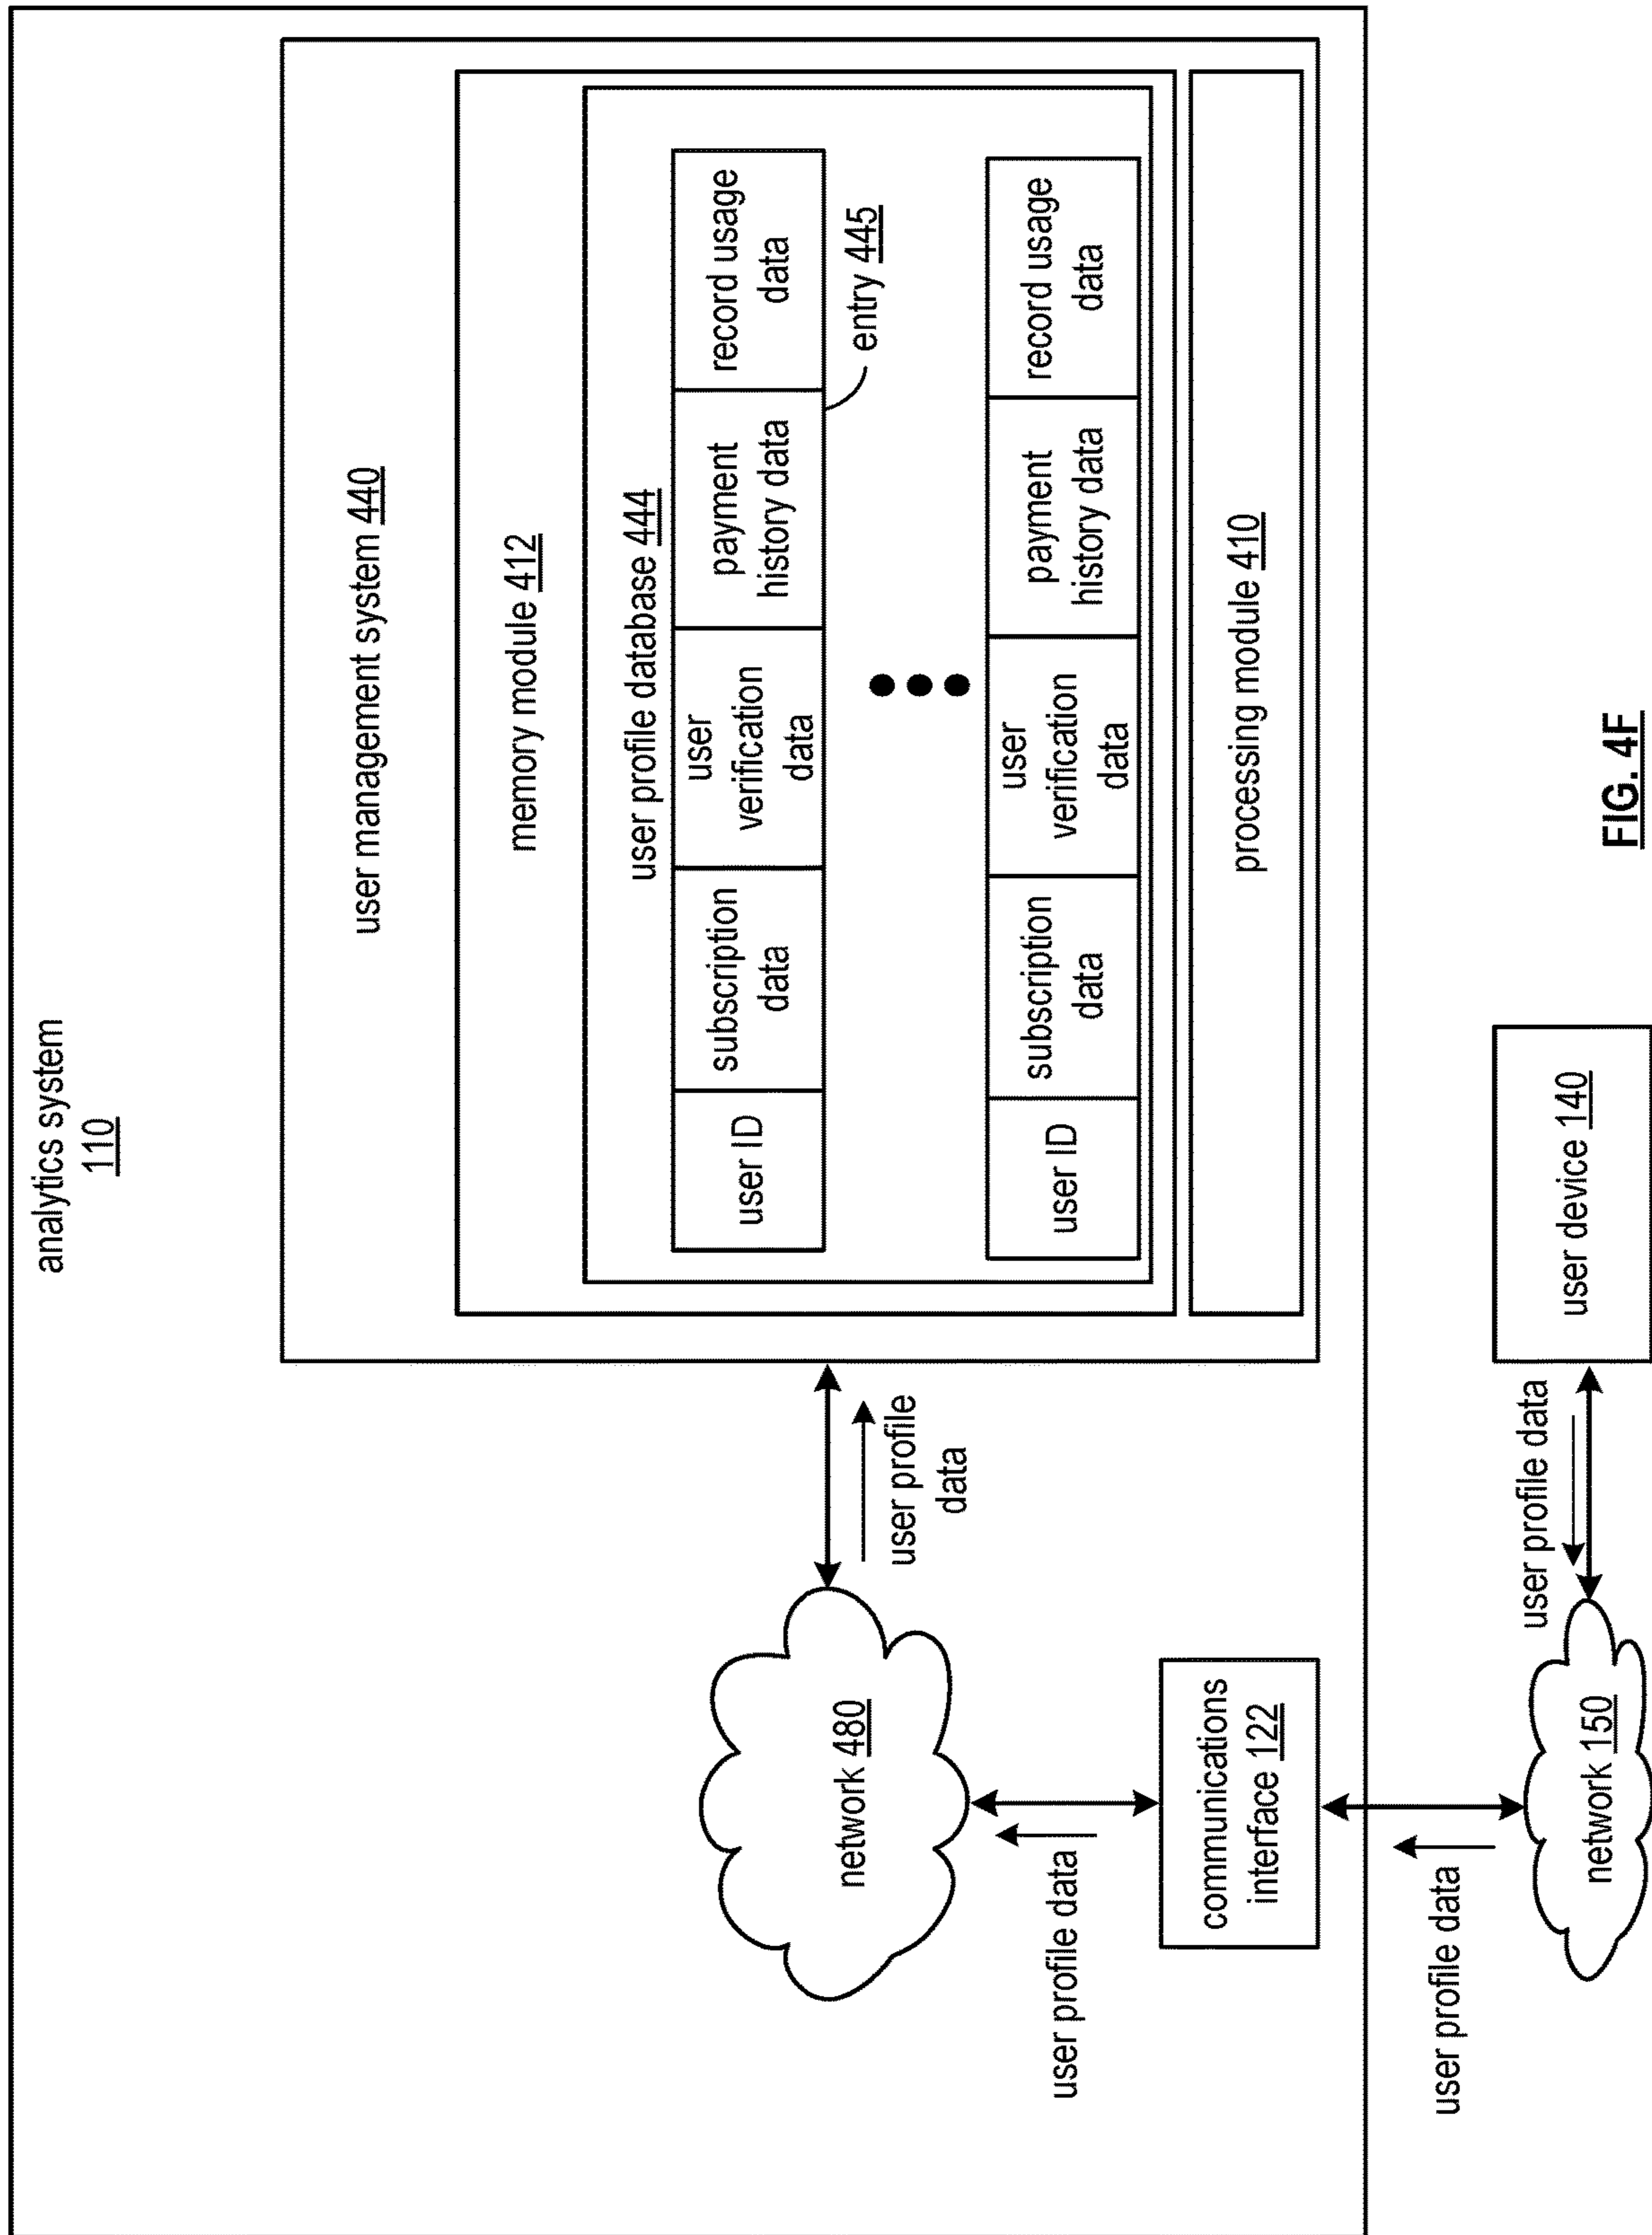 analytics system
110
user management system 440
memory module 412
user profile database 444
user ID
subscription
data
user
verification
data
payment
history data
record usage
data
entry 445
user ID
subscription
data
user
verification
data
payment
history data
record usage
data
processing module 410
network 480
user profile
data
user profile data
communications
interface 122
user profile data
network 150
user profile data
user device 140
FIG. 4F